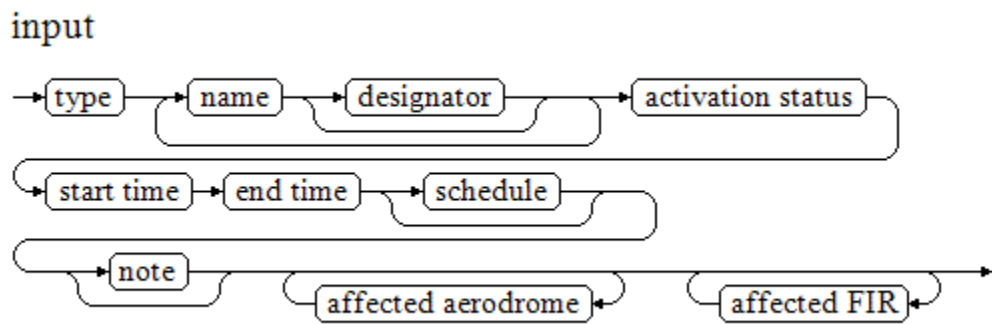 input
type name designator activation status
start time end time schedule
note
affected aerodrome affected FIR